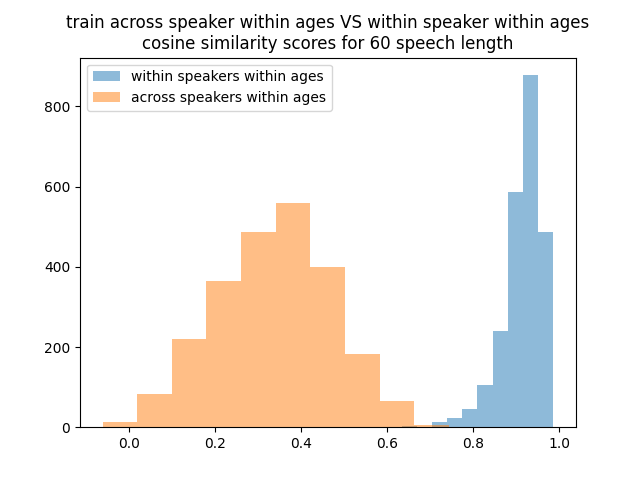 train across speaker within ages VS within speaker within ages
cosine similarity scores for 60 speech length
within speakers within ages
across speakers within ages
800
600
400
200
0
0.0 0.2 0.4 0.6 0.8 1.0